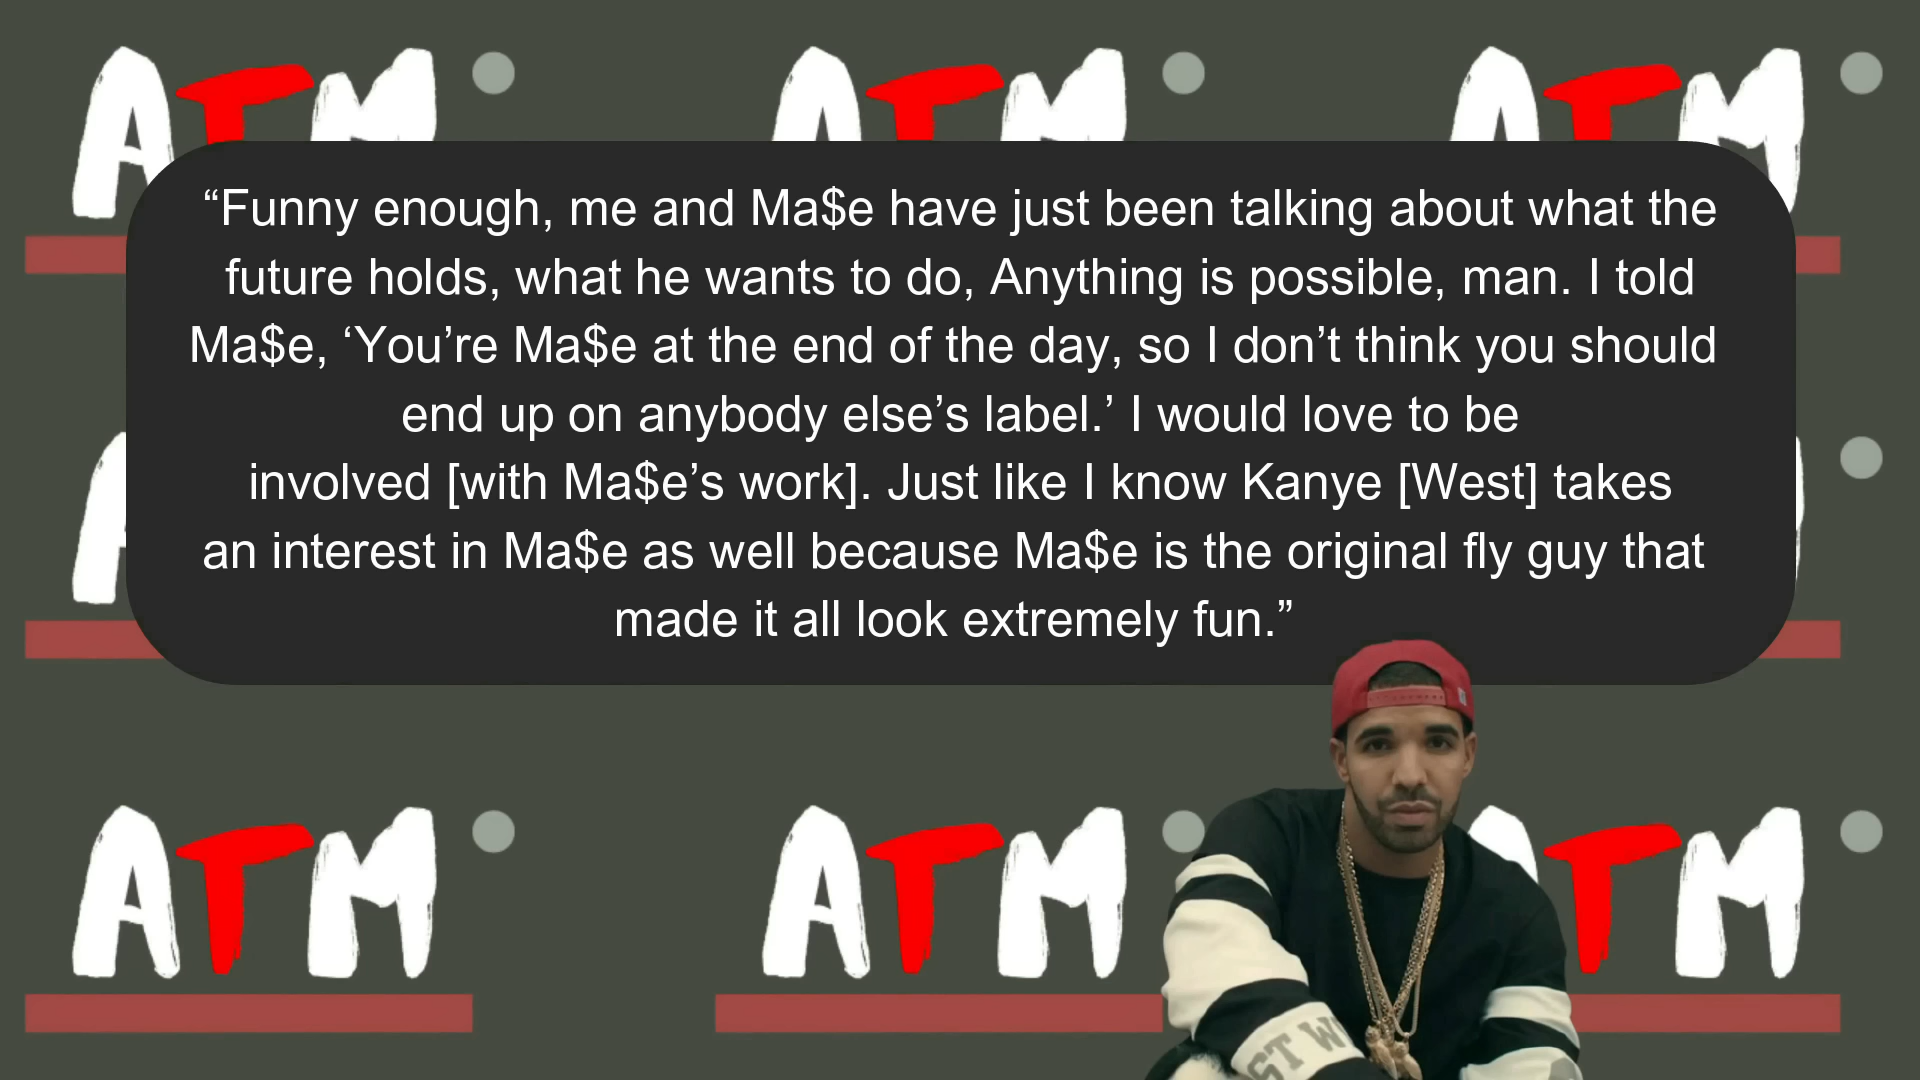 ATM ATM ATM
“Funny enough, me and Ma$e have just been talking about what the
future holds, what he wants to do, Anything is possible, man. I told
Ma$e, ‘You’re Ma$e at the end of the day, so I don’t think you should
end up on anybody else’s label.’ I would love to be
involved [with Ma$e’s work]. Just like I know Kanye [West] takes
an interest in Ma$e as well because Ma$e is the original fly guy that
made it all look extremely fun.”
ATM ATM TM